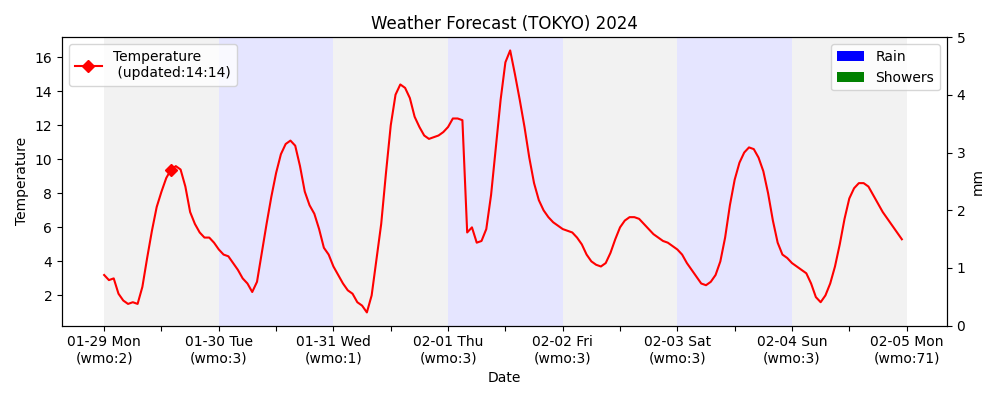 Weather Forecast (TOKYO) 2024
Temperature
(updated:14:14)
Rain
Showers
16
14
12
10
8
6
4
2
Temperature
5
4
3
2
1
0
mm
01-29 Mon
(wmo:2)
01-30 Tue
(wmo:3)
01-31 Wed
(wmo:1)
02-01 Thu
(wmo:3)
02-02 Fri
(wmo:3)
02-03 Sat
(wmo:3)
02-04 Sun
(wmo:3)
02-05 Mon
(wmo:71)
Date